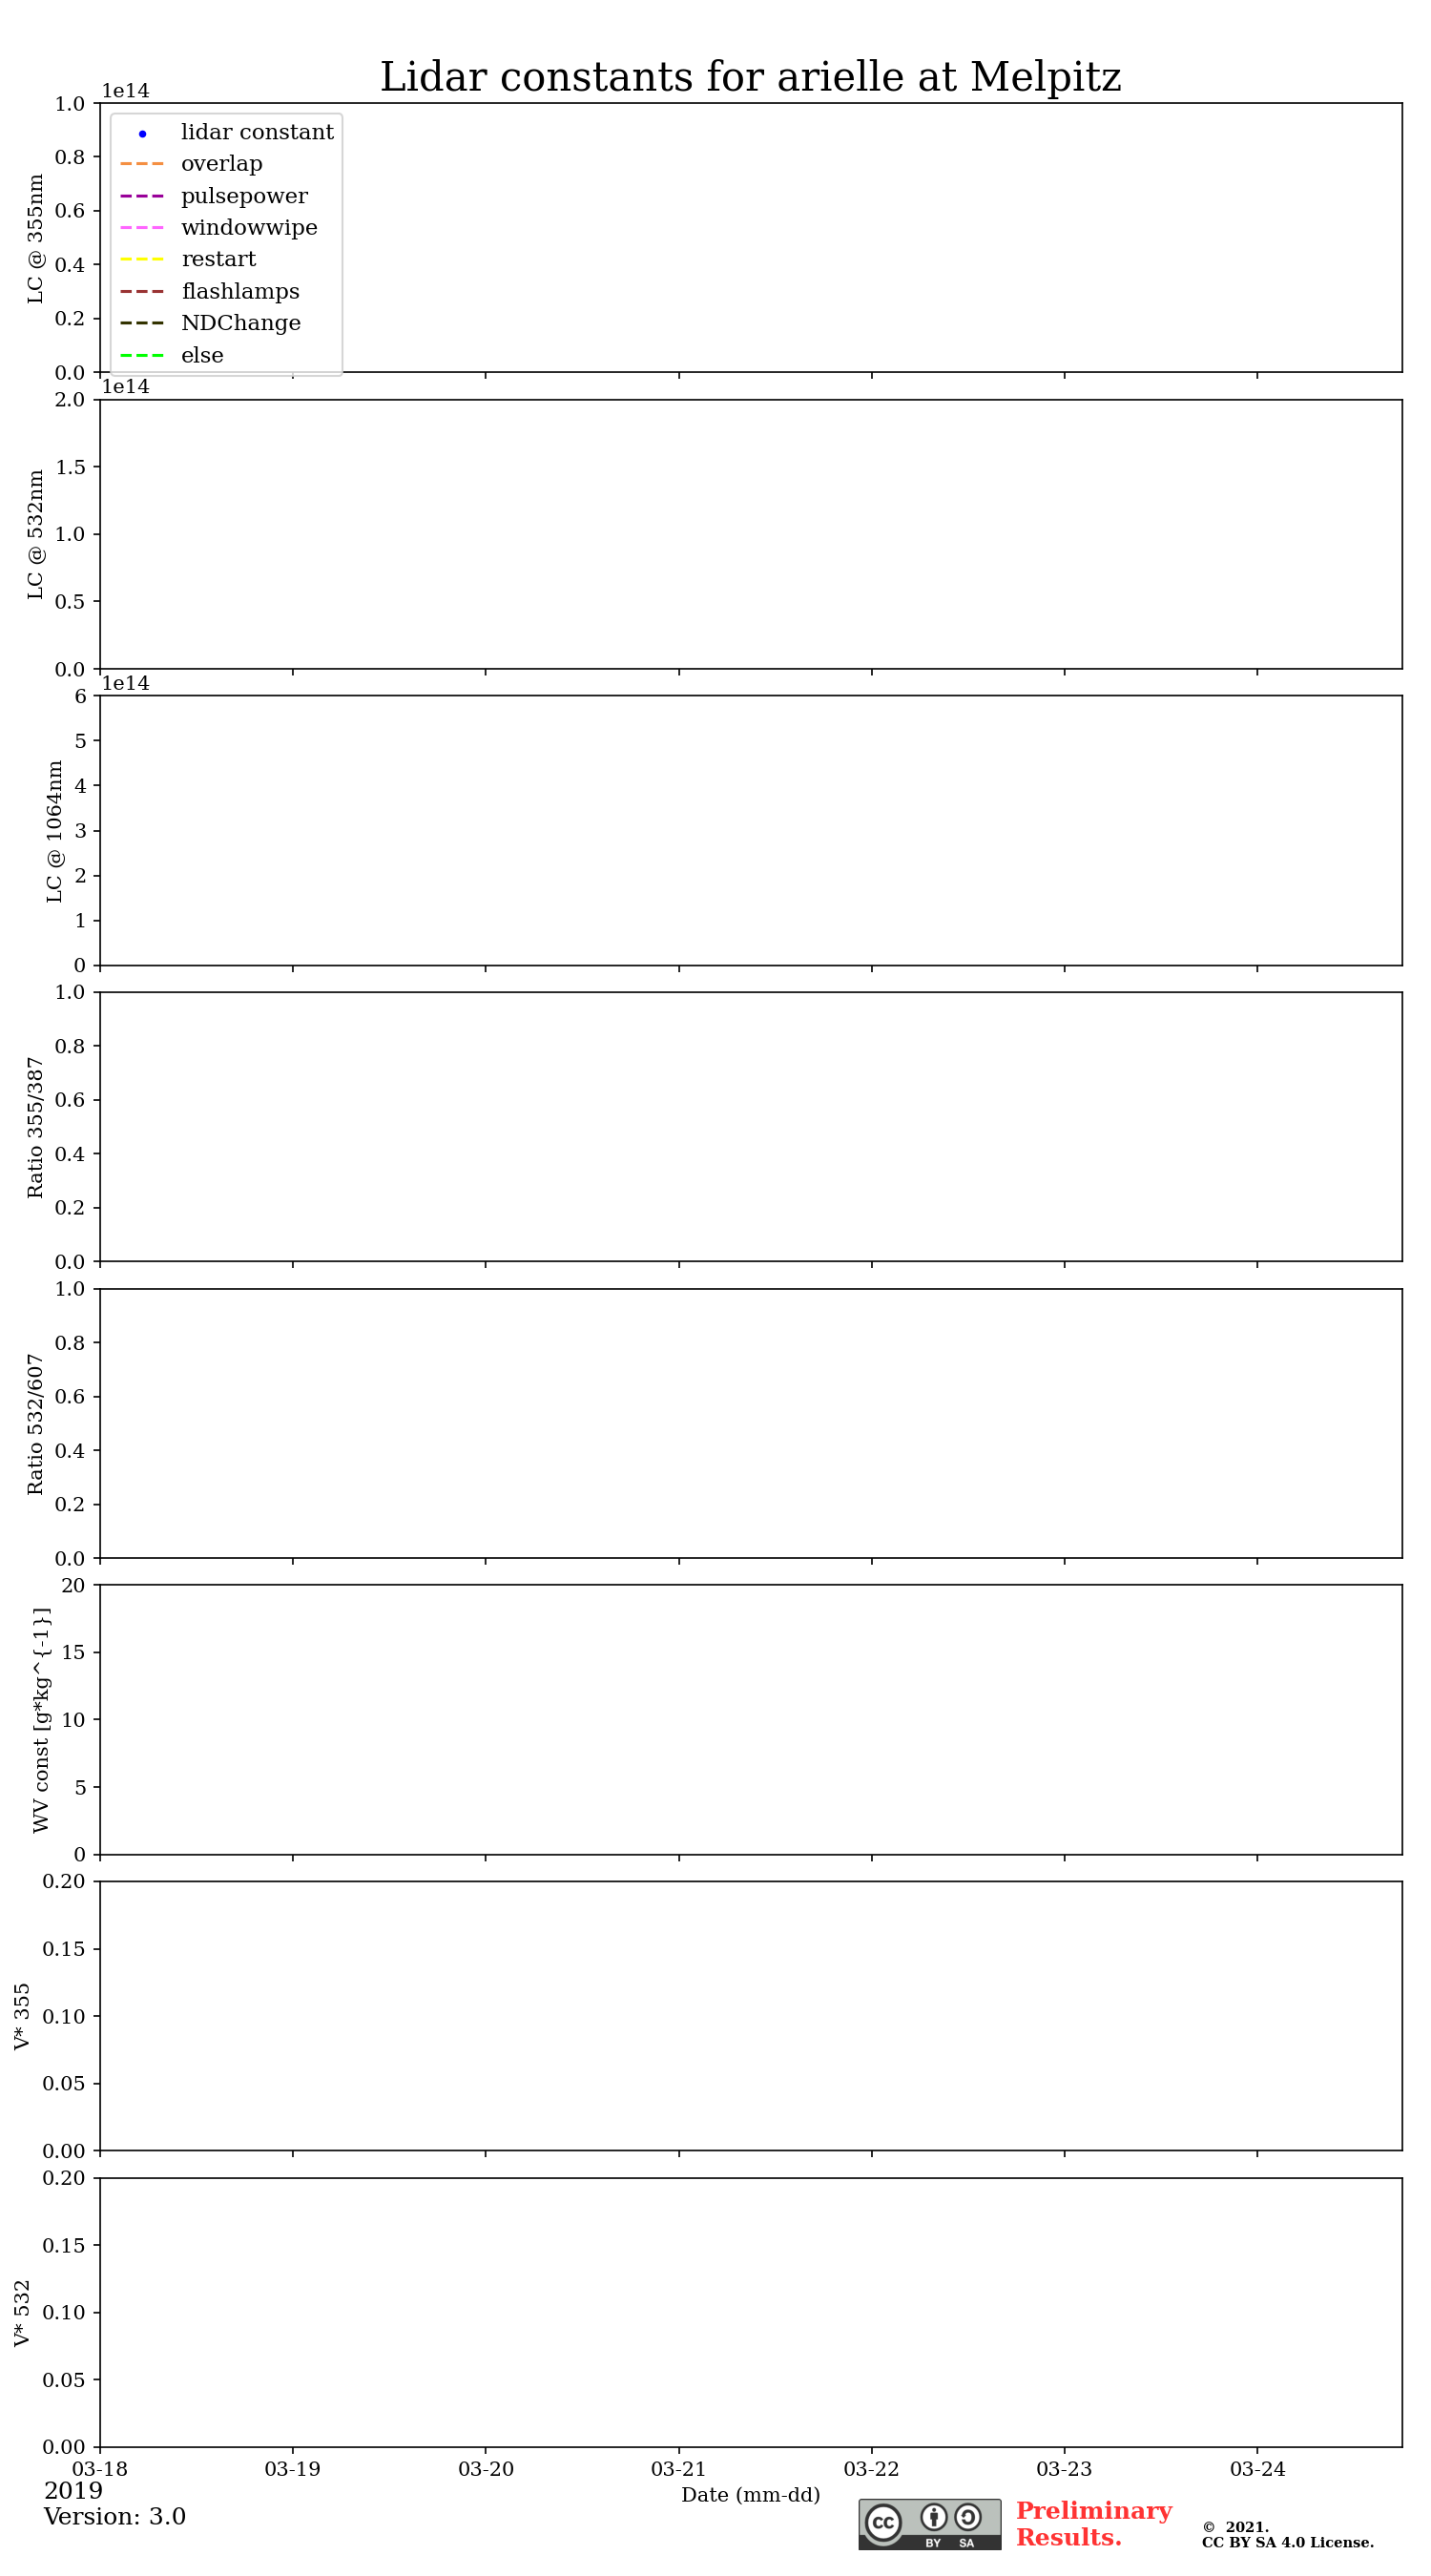 Lidar constants for arielle at Melpitz
1e14
1.0
0.8
0.6
0.4
0.2
0.0
LC @ 355nm
lidar constant
overlap
pulsepower
windowwipe
restart
flashlamps
NDChange
else
1e14
2.0
1.5
1.0
0.5
0.0
LC @ 532nm
1e14
6
5
4
3
2
1
0
LC @ 1064nm
1.0
0.8
0.6
0.4
0.2
0.0
Ratio 355/387
1.0
0.8
0.6
0.4
0.2
0.0
Ratio 532/607
20
15
10
5
0
WV const [g*kg^{-1}]
0.20
0.15
0.10
0.05
0.00
V* 355
0.20
0.15
0.10
0.05
0.00
V* 532
03-18 03-19 03-20 03-21 03-22 03-23 03-24
Date (mm-dd)
2019
Version: 3.0
cc BY SA
Preliminary
Results.
© 2021.
CC BY SA 4.0 License.